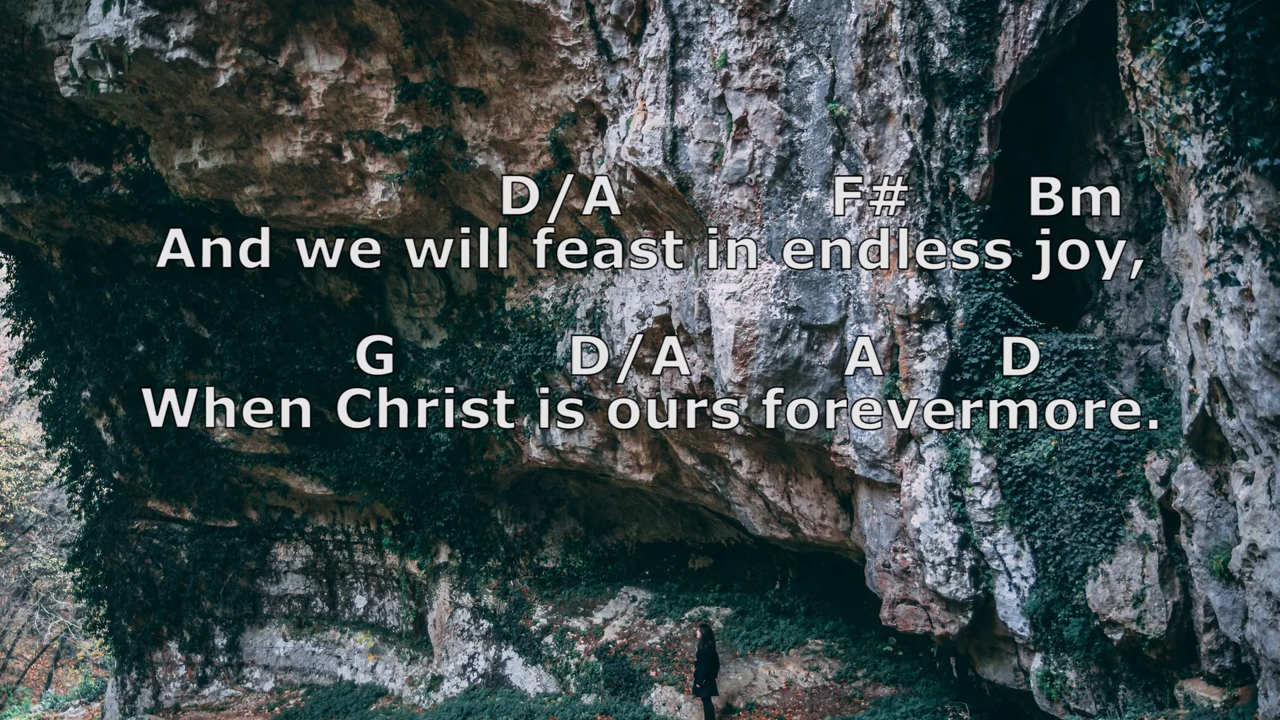 D/A F# Bm
And we will feast in endless joy,
G D/A A D
When Christ is ours forevermore.